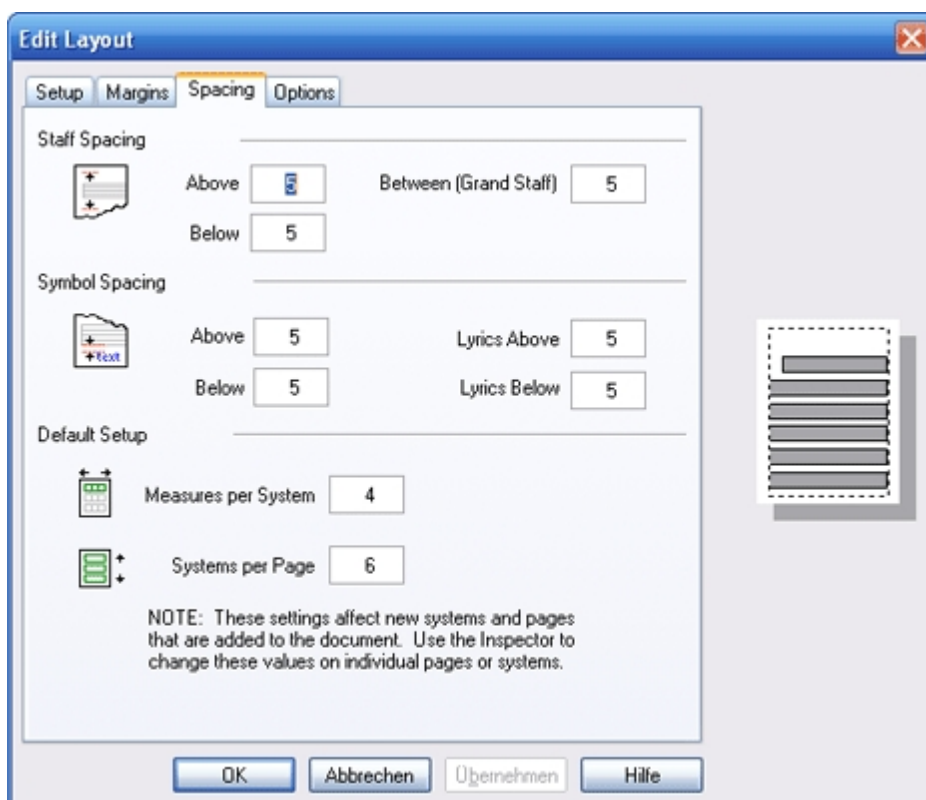 Edit Layout
Setup Margins Spacing Options
Staff Spacing
Above 5 Between (Grand Staff) 5
Below 5
Symbol Spacing
text
Above 5 Lyrics Above 5
Below 5 Lyrics Below 5
Default Setup
Measures per System 4
Systems per Page 6
NOTE: These settings affect new systems and pages
that are added to the document. Use the Inspector to
change these values on individual pages or systems.
OK Abbrechen Übernehmen Hilfe